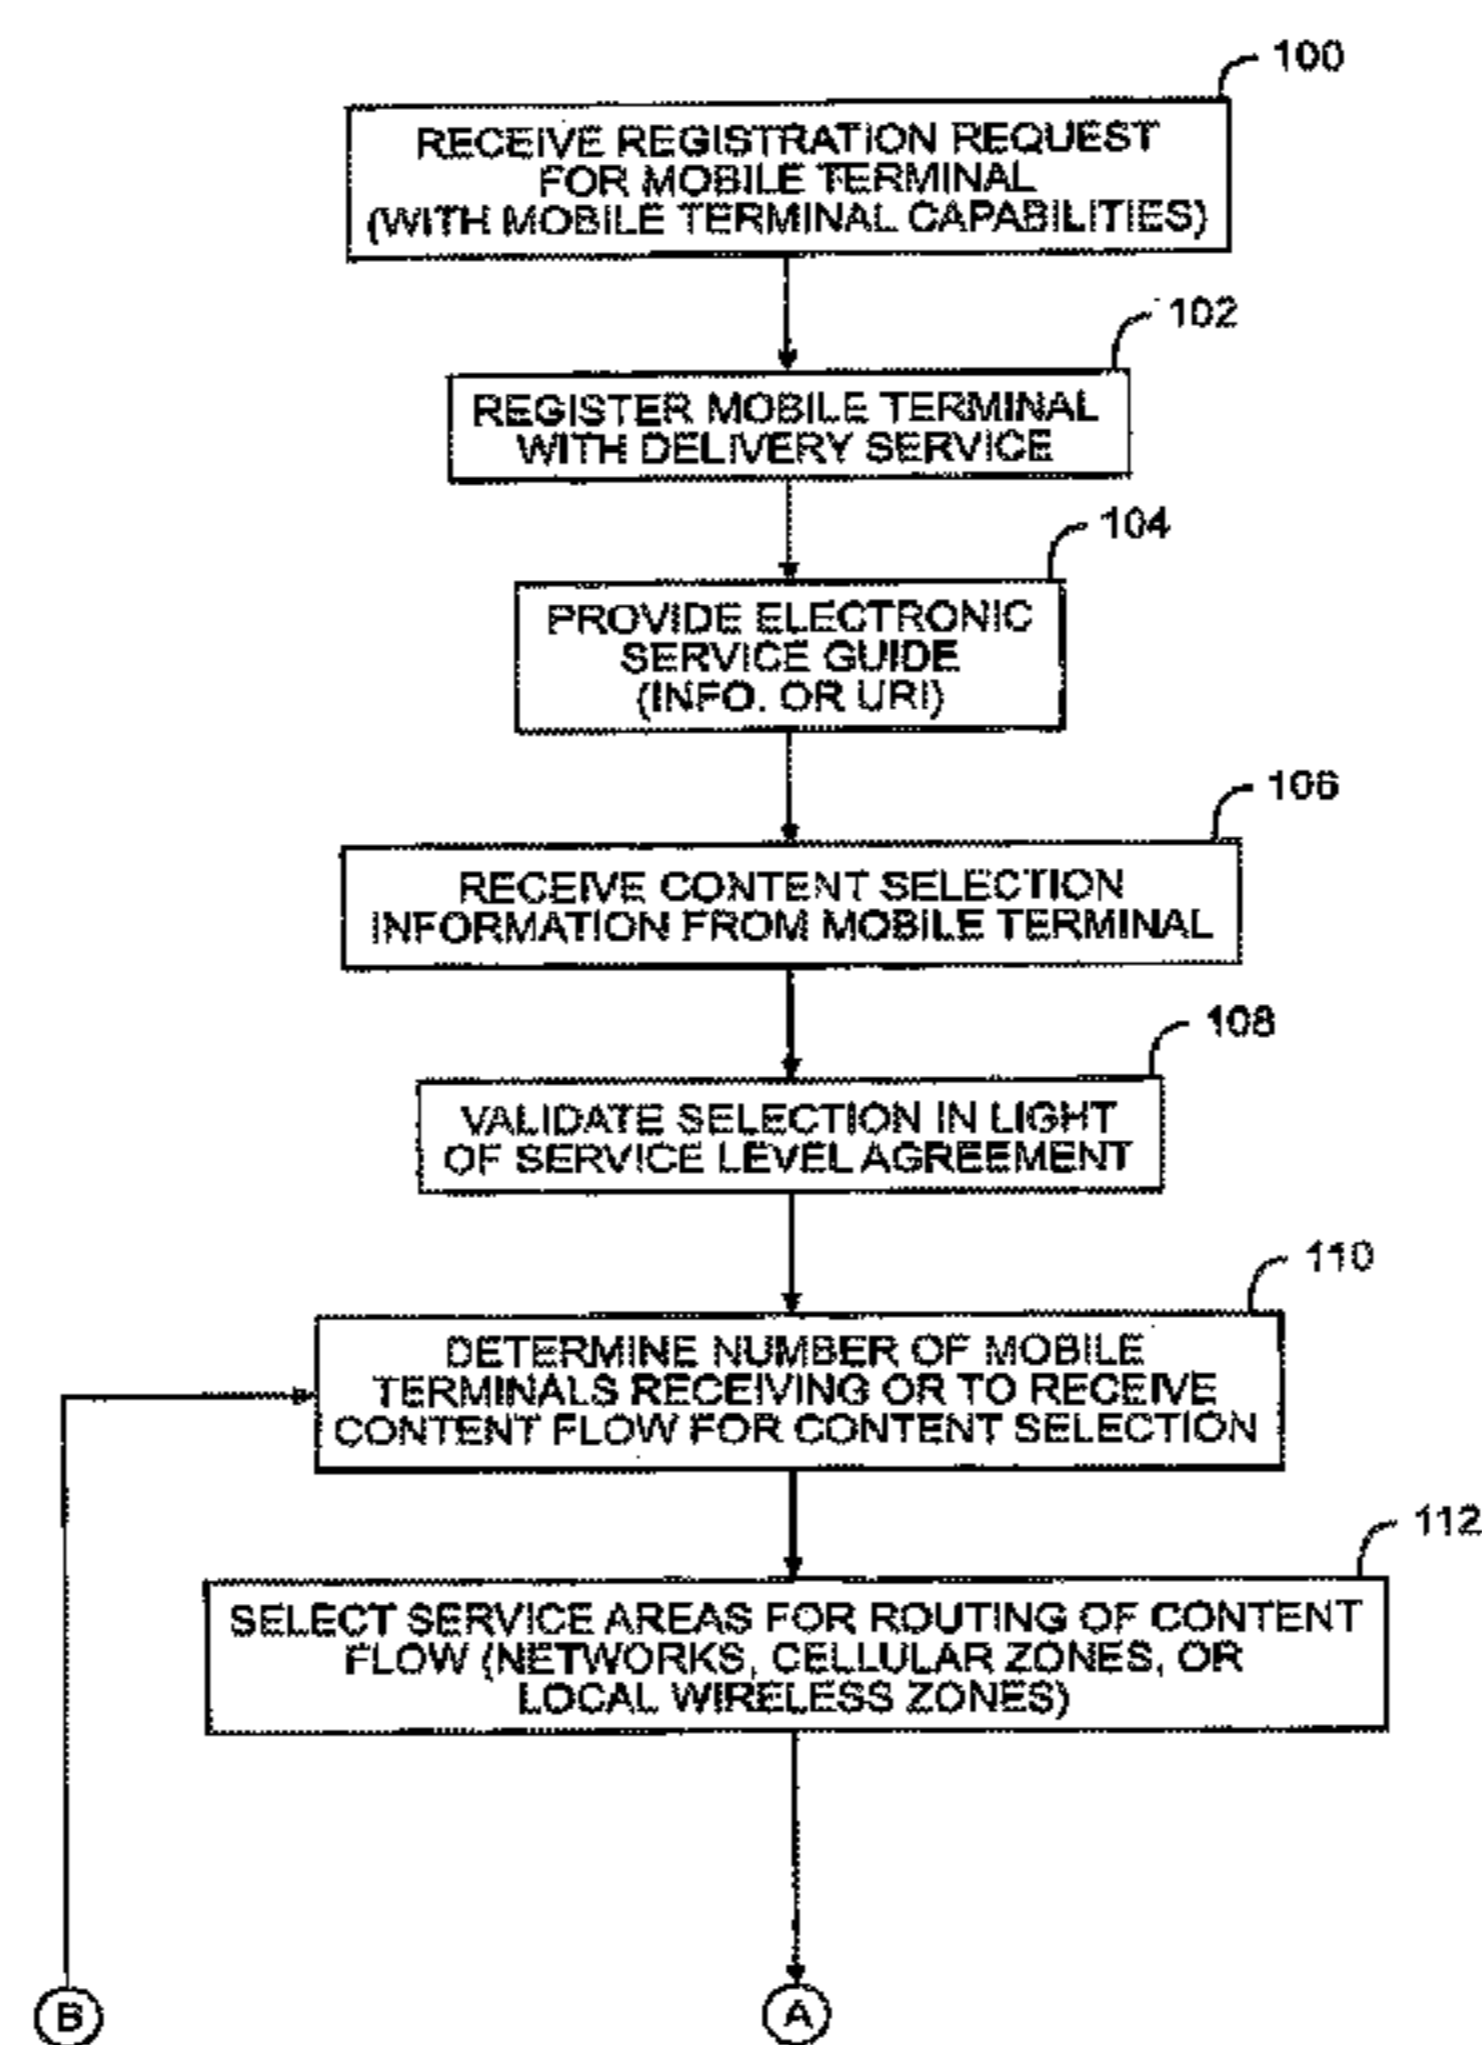 100
RECEIVE REGISTRATION REQUEST
FOR MOBILE TERMINAL
(WITH MOBILE TERMINAL CAPABILITIES)
102
REGISTER MOBILE TERMINAL
WITH DELIVERY SERVICE
104
PROVIDE ELECTRONIC
SERVICE GUIDE
(INFO. OR URI)
106
RECEIVE CONTENT SELECTION
INFORMATION FROM MOBILE TERMINAL
108
VALIDATE SELECTION IN LIGHT
OF SERVICE LEVEL AGREEMENT
110
DETERMINE NUMBER OF MOBILE
TERMINALS RECEIVING OR TO RECEIVE
CONTENT FLOW FOR CONTENT SELECTION
112
SELECT SERVICE AREAS FOR ROUTING OF CONTENT
FLOW (NETWORKS, CELLULAR ZONES, OR
LOCAL WIRELESS ZONES)
B
A